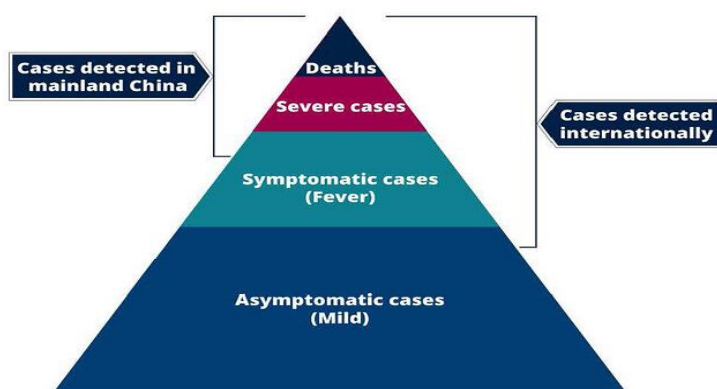 Deaths
Cases detected in
mainland China
Severe cases
Cases detected
internationally
Symptomatic cases
(Fever)
Asymptomatic cases
(Mild)